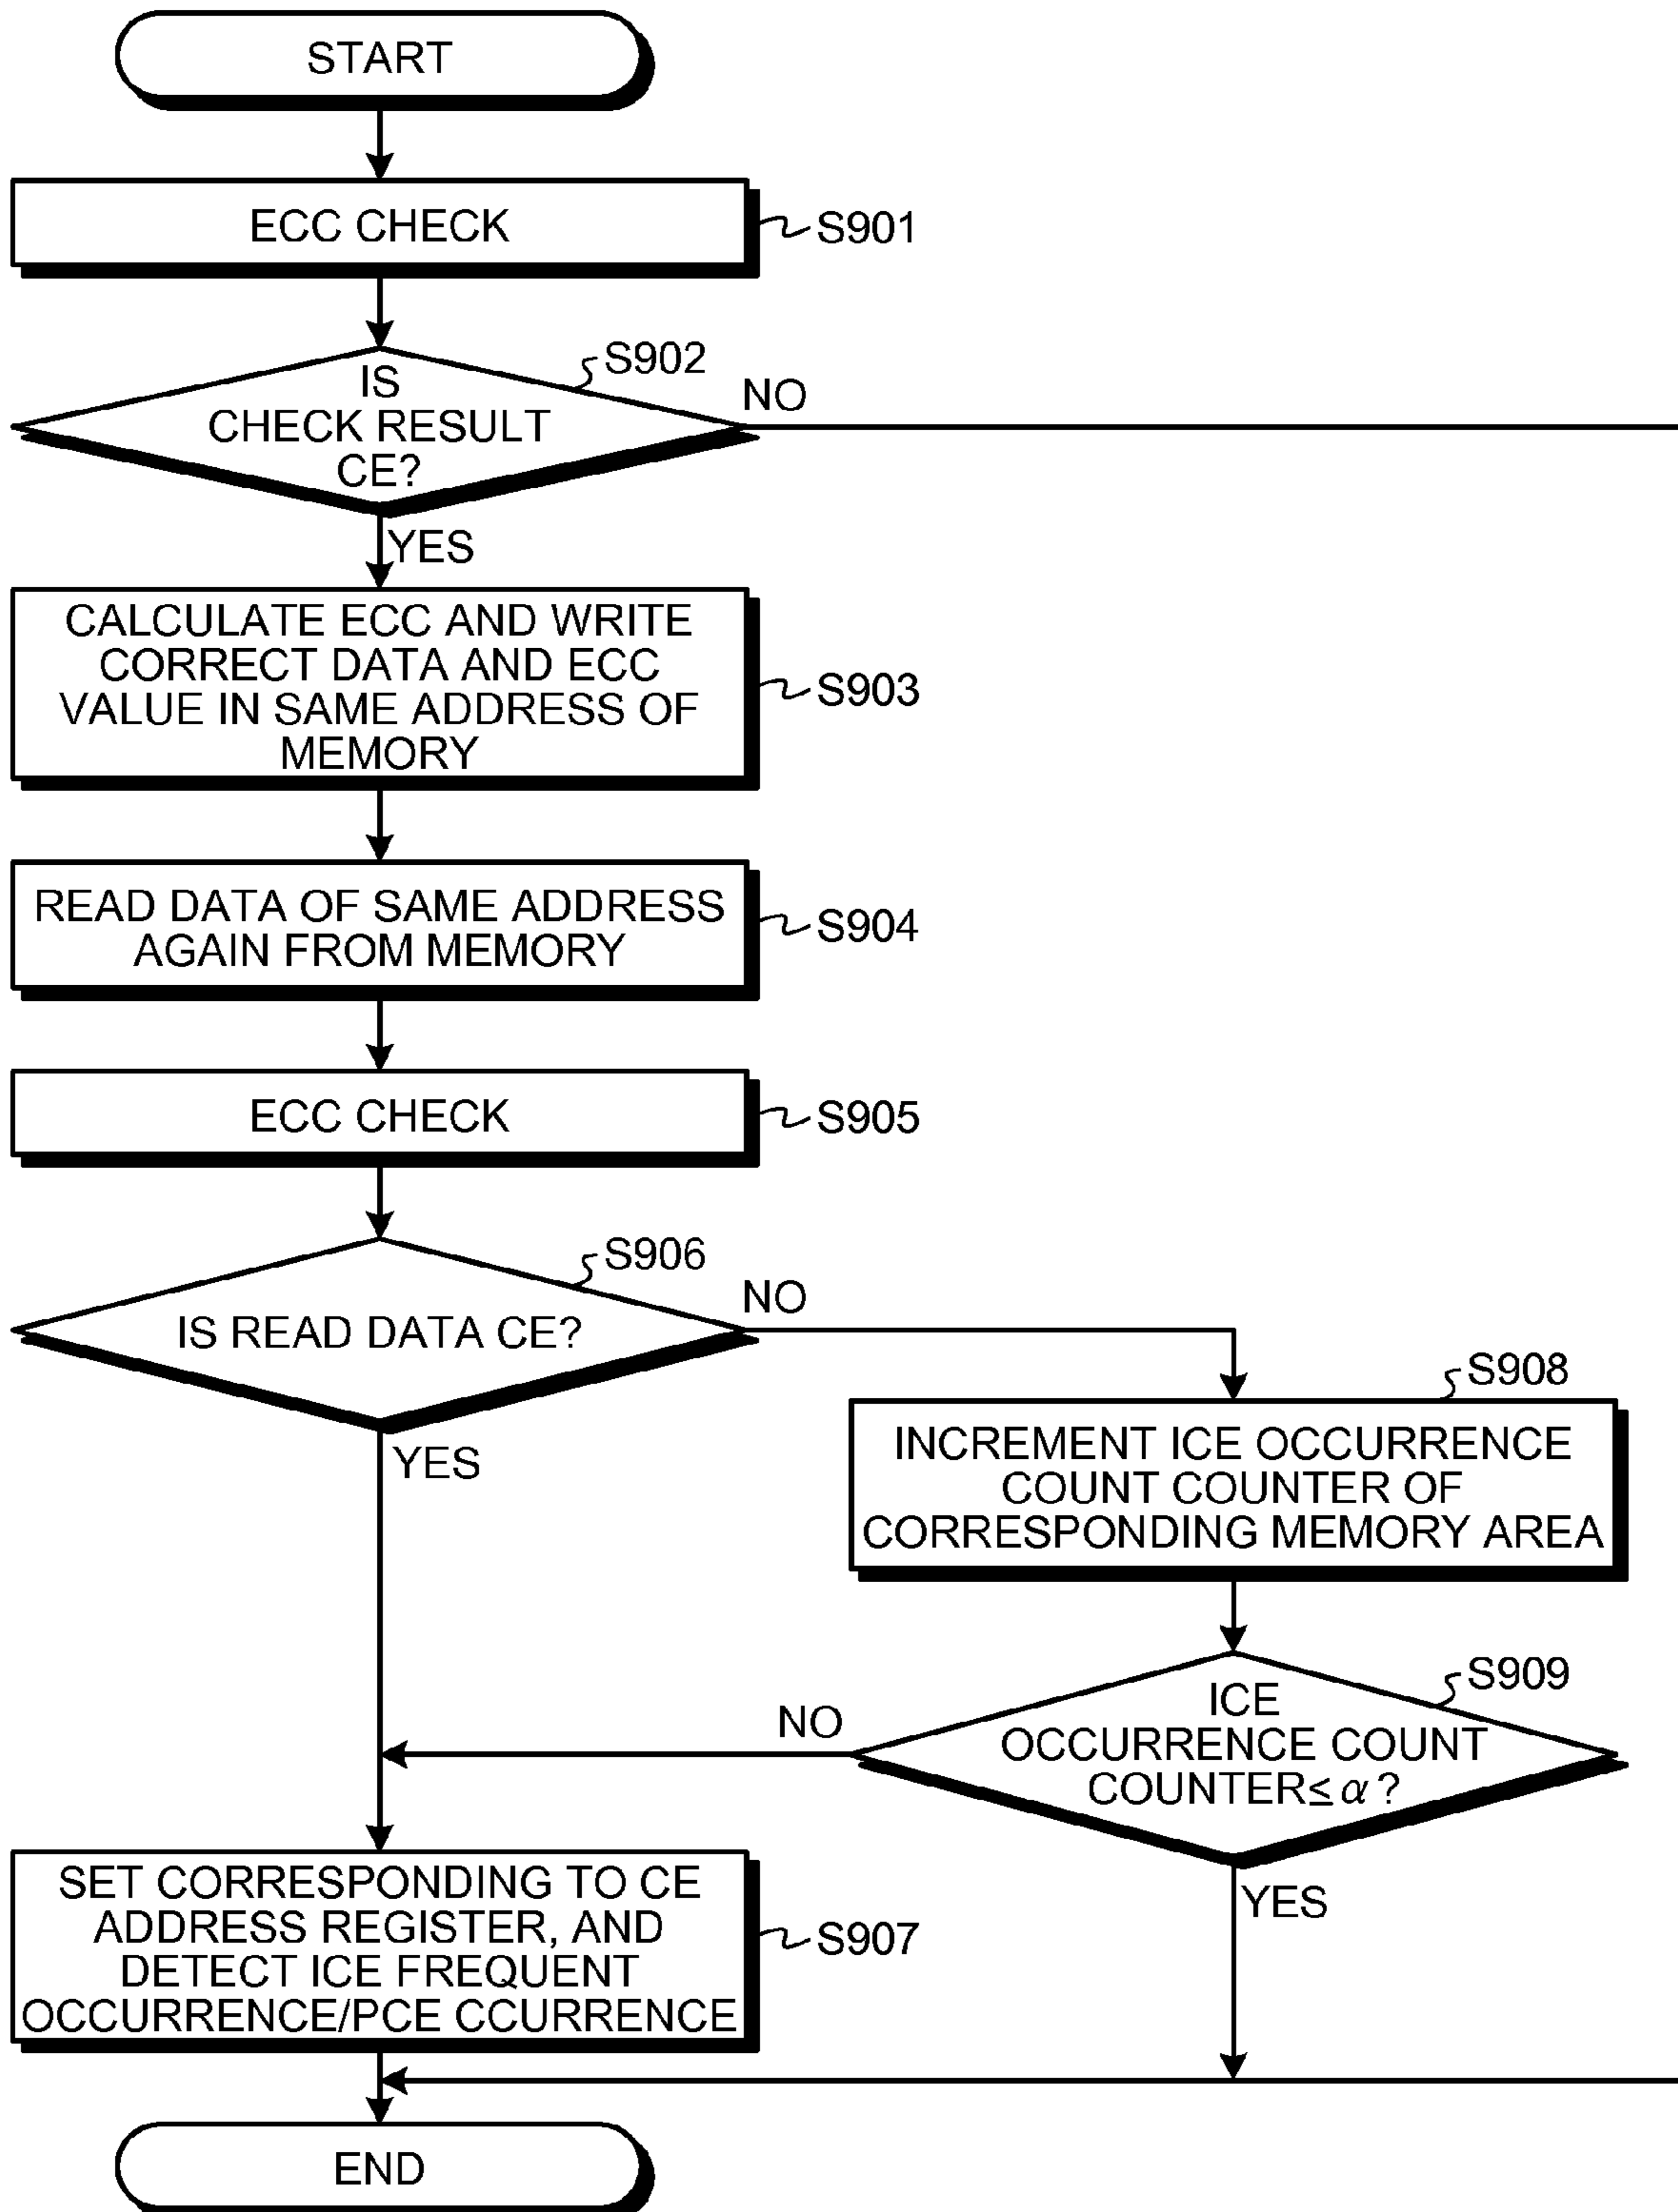 START
ECC CHECK
S901
S902
IS
CHECK RESULT
CE?
NO
YES
CALCULATE ECC AND WRITE
CORRECT DATA AND ECC
VALUE IN SAME ADDRESS OF
MEMORY
S903
READ DATA OF SAME ADDRESS
AGAIN FROM MEMORY
S904
ECC CHECK
S905
S906
IS READ DATA CE?
NO
YES
S908
INCREMENT ICE OCCURRENCE
COUNT COUNTER OF
CORRESPONDING MEMORY AREA
S909
ICE
OCCURRENCE COUNT
COUNTER≤ α ?
NO
YES
SET CORRESPONDING TO CE
ADDRESS REGISTER, AND
DETECT ICE FREQUENT
OCCURRENCE/PCE CCURRENCE
S907
END